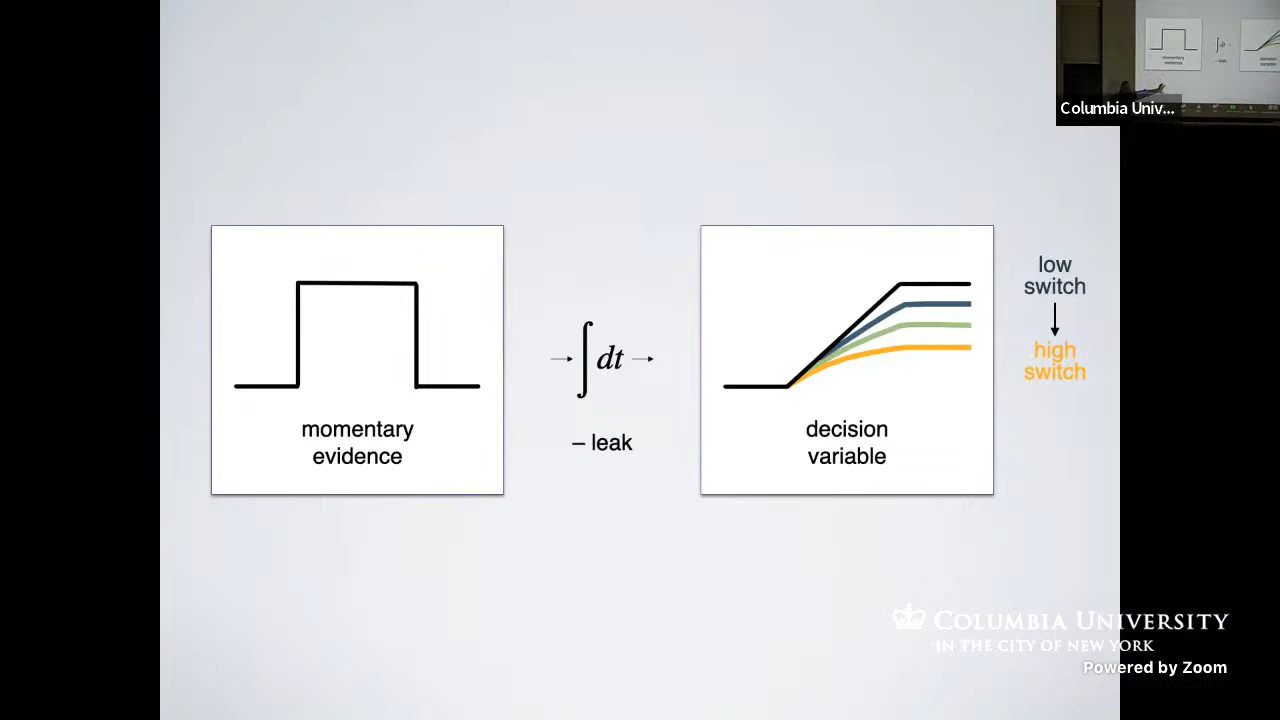 Columbia Univ...
momentary
evidence
∫ dt
– leak
decision
variable
low
switch
high
switch
COLUMBIA UNIVERSITY
IN THE CITY OF NEW YORK
Powered by Zoom